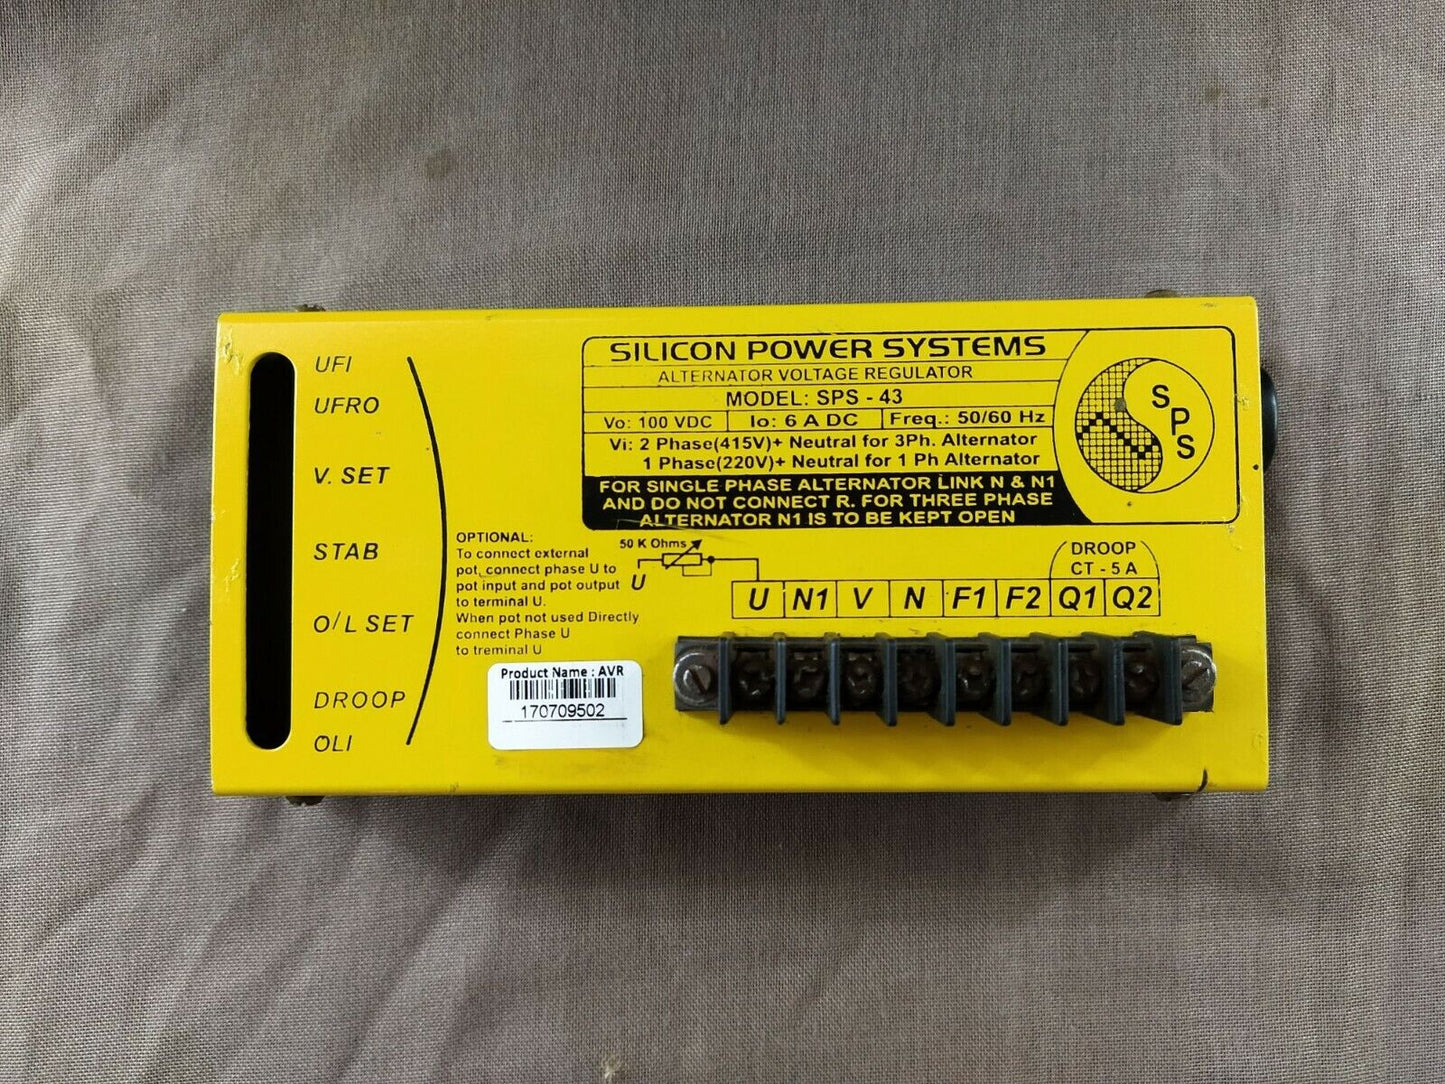 UFI
UFRO
V. SET
STAB
O/L SET
DROOP
OLI
SILICON POWER SYSTEMS
ALTERNATOR VOLTAGE REGULATOR
MODEL: SPS - 43
Vo: 100 VDC Io: 6 A DC Freq.: 50/60 Hz
Vi: 2 Phase(415V)+ Neutral for 3Ph. Alternator
1 Phase(220V)+ Neutral for 1 Ph Alternator
FOR SINGLE PHASE ALTERNATOR LINK N & N1
AND DO NOT CONNECT R. FOR THREE PHASE
ALTERNATOR N1 IS TO BE KEPT OPEN
SPS
OPTIONAL:
To connect external
pot, connect phase U to
pot input and pot output
to terminal U.
When pot not used Directly
connect Phase U
to treminal U
50 K Ohms
U
DROOP
CT - 5 A
U N1 V N F1 F2 Q1 Q2
Product Name : AVR
170709502